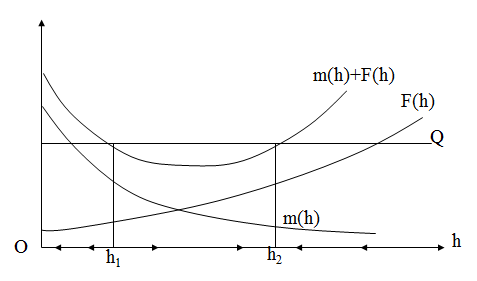 m(h)+F(h)
F(h)
Q
m(h)
O
h₁
h₂
h